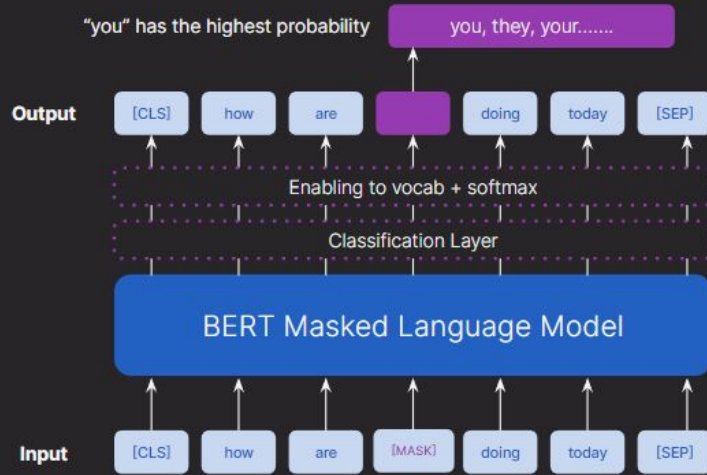 “you” has the highest probability
you, they, your.......
Output
[CLS] how are doing today [SEP]
Enabling to vocab + softmax
Classification Layer
BERT Masked Language Model
Input
[CLS] how are [MASK] doing today [SEP]